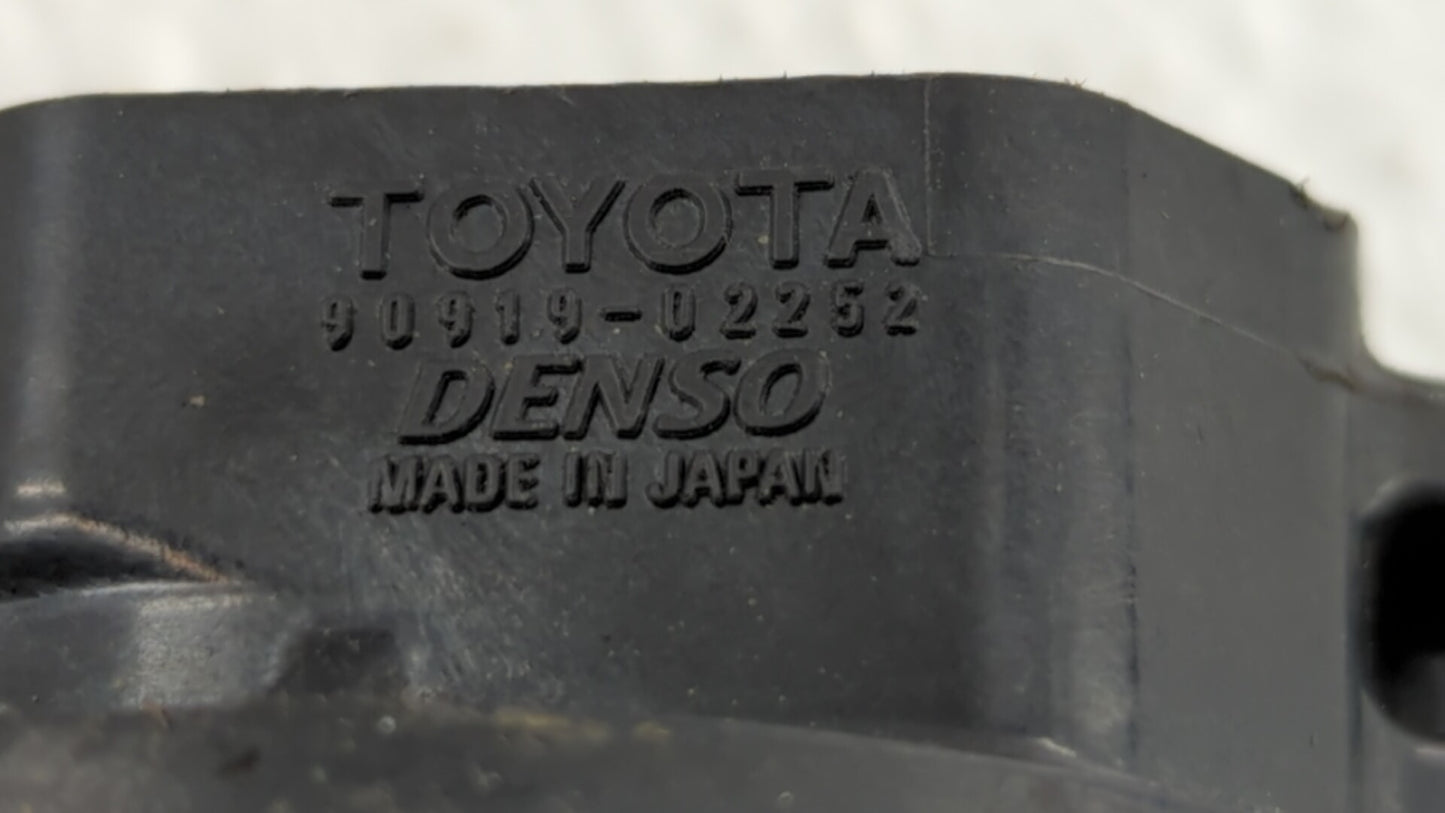 TOYOTA
90919-02252
DENSO
MADE IN JAPAN